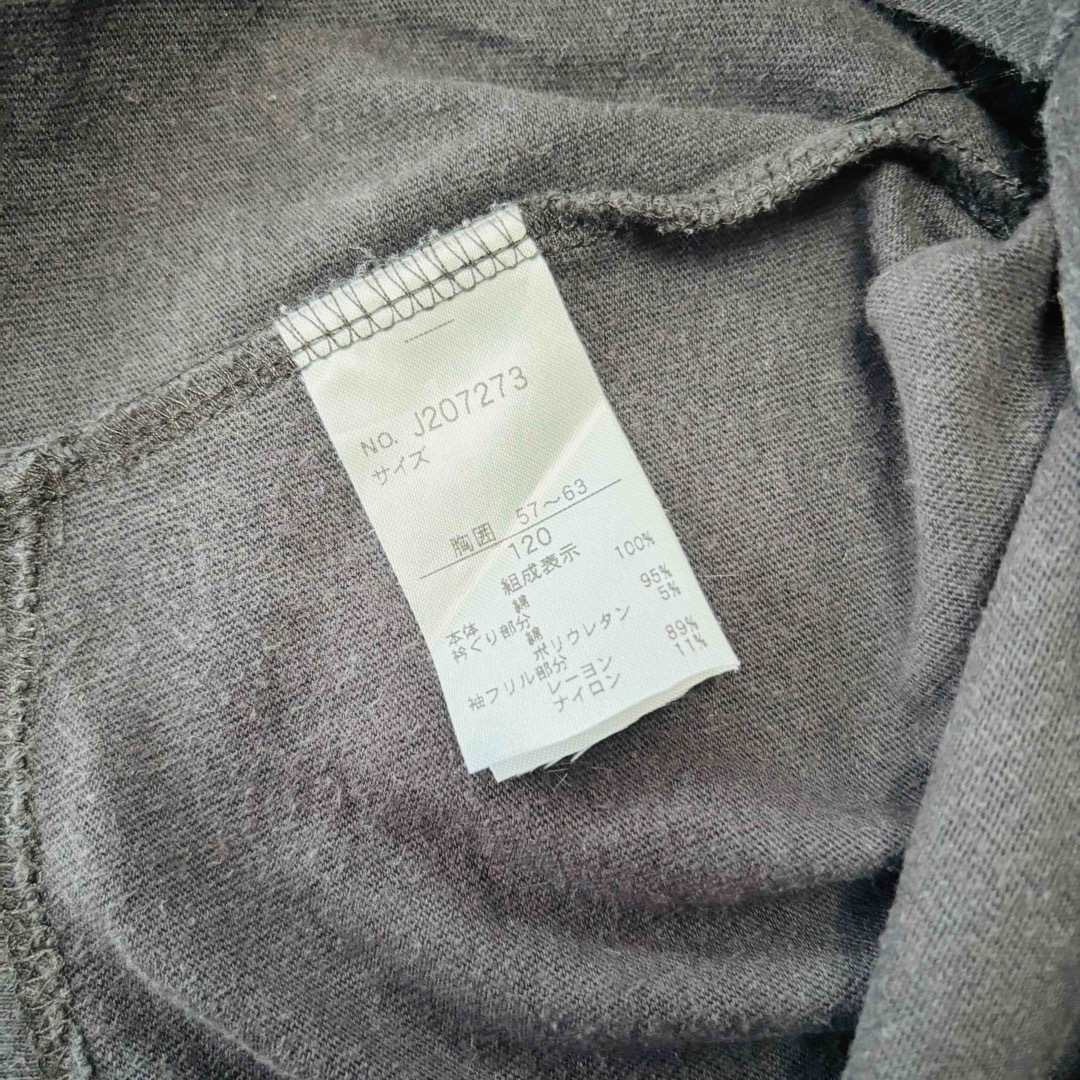 NO. J207273
サイズ
胸囲 57～63
120
組成表示
本体 綿 100%
衿ぐり部分 綿 95%
ポリウレタン 5%
袖フリル部分 レーヨン 89%
ナイロン 11%